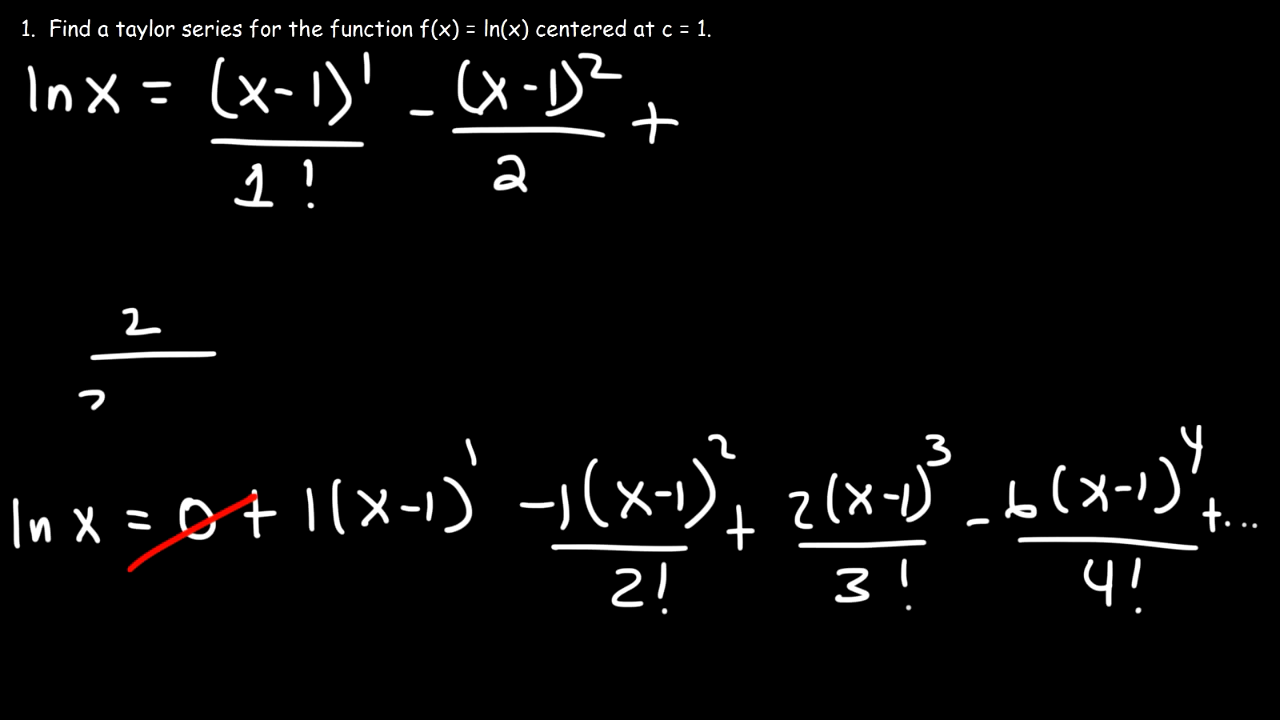 1. Find a taylor series for the function f(x) = ln(x) centered at c = 1.
ln x = (x-1)^1/1! - (x-1)^2/2 +
2/
ln x = 0 + 1(x-1)^1 -1(x-1)^2/2! + 2(x-1)^3/3! - 6(x-1)^4/4! + ...